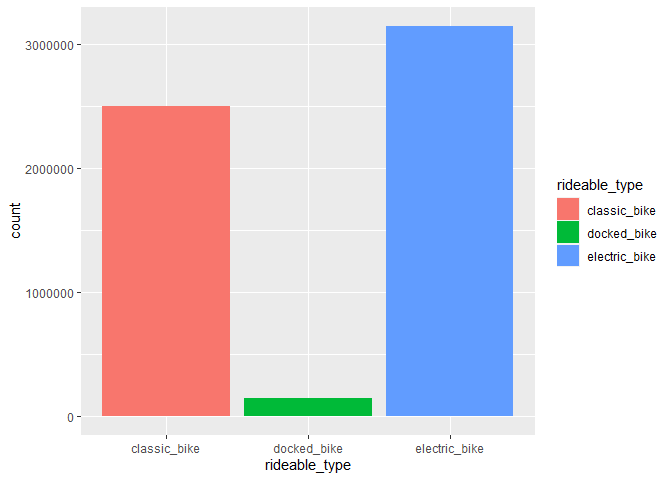 3000000
2000000
1000000
0
count
classic_bike
docked_bike
electric_bike
rideable_type
rideable_type
classic_bike
docked_bike
electric_bike